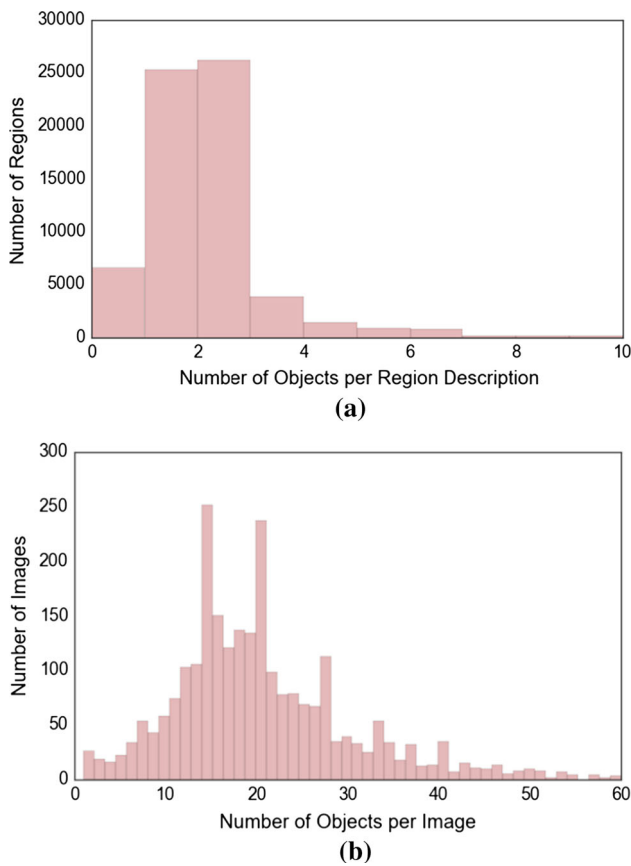 30000
25000
20000
15000
10000
5000
0
Number of Regions
0 2 4 6 8 10
Number of Objects per Region Description
(a)
300
250
200
150
100
50
0
Number of Images
0 10 20 30 40 50 60
Number of Objects per Image
(b)